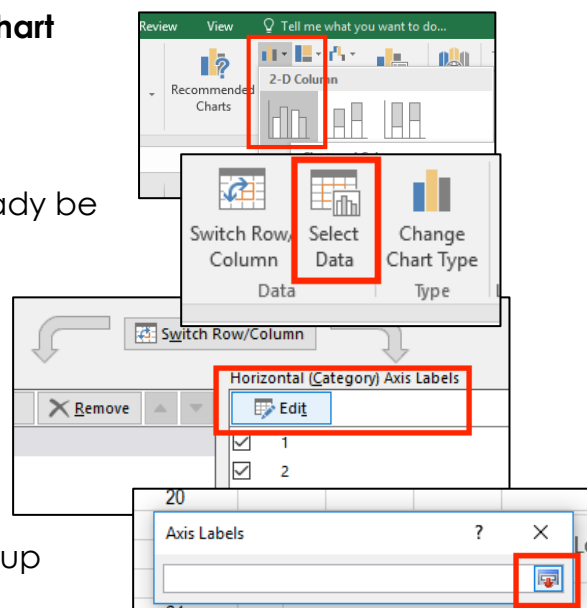 hart
Review View Tell me what you want to do...
Recommended
Charts
2-D Column
ady be
Switch Row/ Select Change
Column Data Chart Type
Data Type
Switch Row/Column
Horizontal (Category) Axis Labels
Remove Edit
1
2
20
Axis Labels ? ×
up